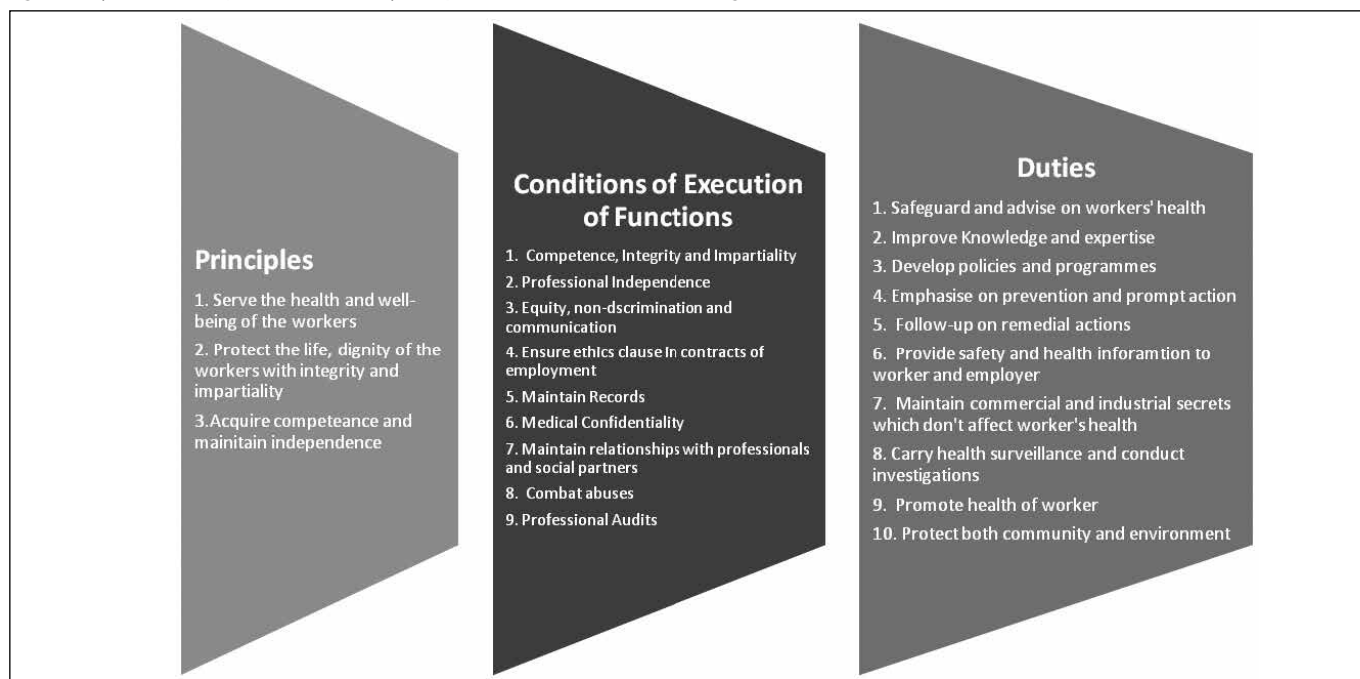 Principles
1. Serve the health and well-
being of the workers
2. Protect the life, dignity of the
workers with integrity and
impartiality
3.Acquire competeance and
mainitain independence
Conditions of Execution
of Functions
1. Competence, Integrity and Impartiality
2. Professional Independence
3. Equity, non-dscrimination and
communication
4. Ensure ethics clause in contracts of
employment
5. Maintain Records
6. Medical Confidentiality
7. Maintain relationships with professionals
and social partners
8. Combat abuses
9. Professional Audits
Duties
1. Safeguard and advise on workers' health
2. Improve Knowledge and expertise
3. Develop policies and programmes
4. Emphasise on prevention and prompt action
5. Follow-up on remedial actions
6. Provide safety and health inforamtion to
worker and employer
7. Maintain commercial and industrial secrets
which don't affect worker's health
8. Carry health surveillance and conduct
investigations
9. Promote health of worker
10. Protect both community and environment